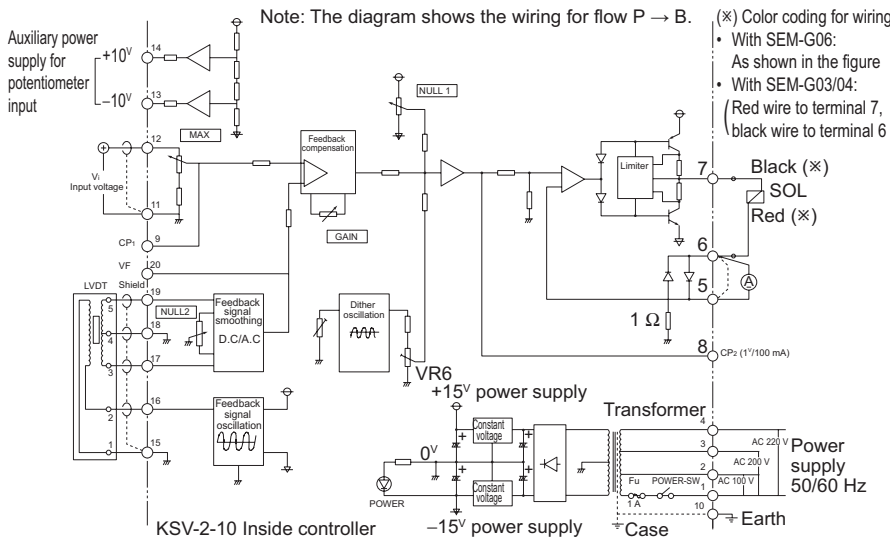 Note: The diagram shows the wiring for flow P → B.
(※) Color coding for wiring
• With SEM-G06:
As shown in the figure
• With SEM-G03/04:
(Red wire to terminal 7,
black wire to terminal 6
Auxiliary power
supply for
potentiometer
input
+10V
−10V
14
13
MAX
12
Vi
Input voltage
11
CP1
9
VF
20
Feedback
compensation
GAIN
NULL 1
Limiter
7
Black (※)
SOL
Red (※)
6
5
A
1 Ω
8
CP2 (1V/100 mA)
LVDT
Shield
19
5
NULL2
18
4
17
3
16
2
15
1
Feedback
signal
smoothing
D.C/A.C
Feedback
signal
oscillation
Dither
oscillation
VR6
+15V power supply
Constant
voltage
0V
POWER
Constant
voltage
−15V power supply
Transformer
4
3
2
1
10
AC 220 V
AC 200 V
AC 100 V
Fu
1 A
POWER-SW
Power
supply
50/60 Hz
Case
Earth
KSV-2-10 Inside controller